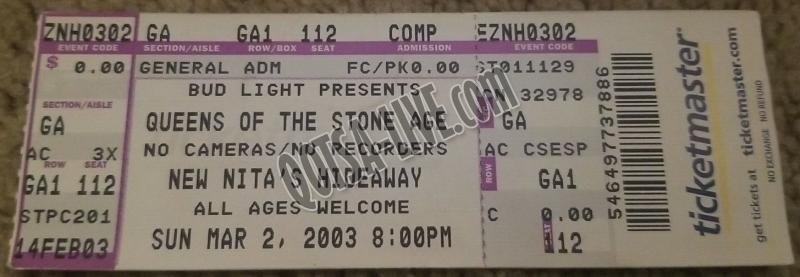 ZNH0302 GA GA1 112 COMP EZNH0302
EVENT CODE SECTION/AISLE ROW/BOX SEAT ADMISSION EVENT CODE
$ 0.00 GENERAL ADM FC/PK0.00 ST011129
BUD LIGHT PRESENTS
SECTION/AISLE
GA QUEENS OF THE STONE AGE GA
AC 3X NO CAMERAS/NO RECORDERS AC CSESP
ROW SEAT
GA1 112 NEW NITA'S HIDEAWAY GA1
STPC201 ALL AGES WELCOME C 0.00
14FEB03 SUN MAR 2, 2003 8:00PM 112
QOTSA-LIVE.COM
546497737886
ticketmaster
ticketmaster.com
get tickets at
NO EXCHANGE NO REFUND